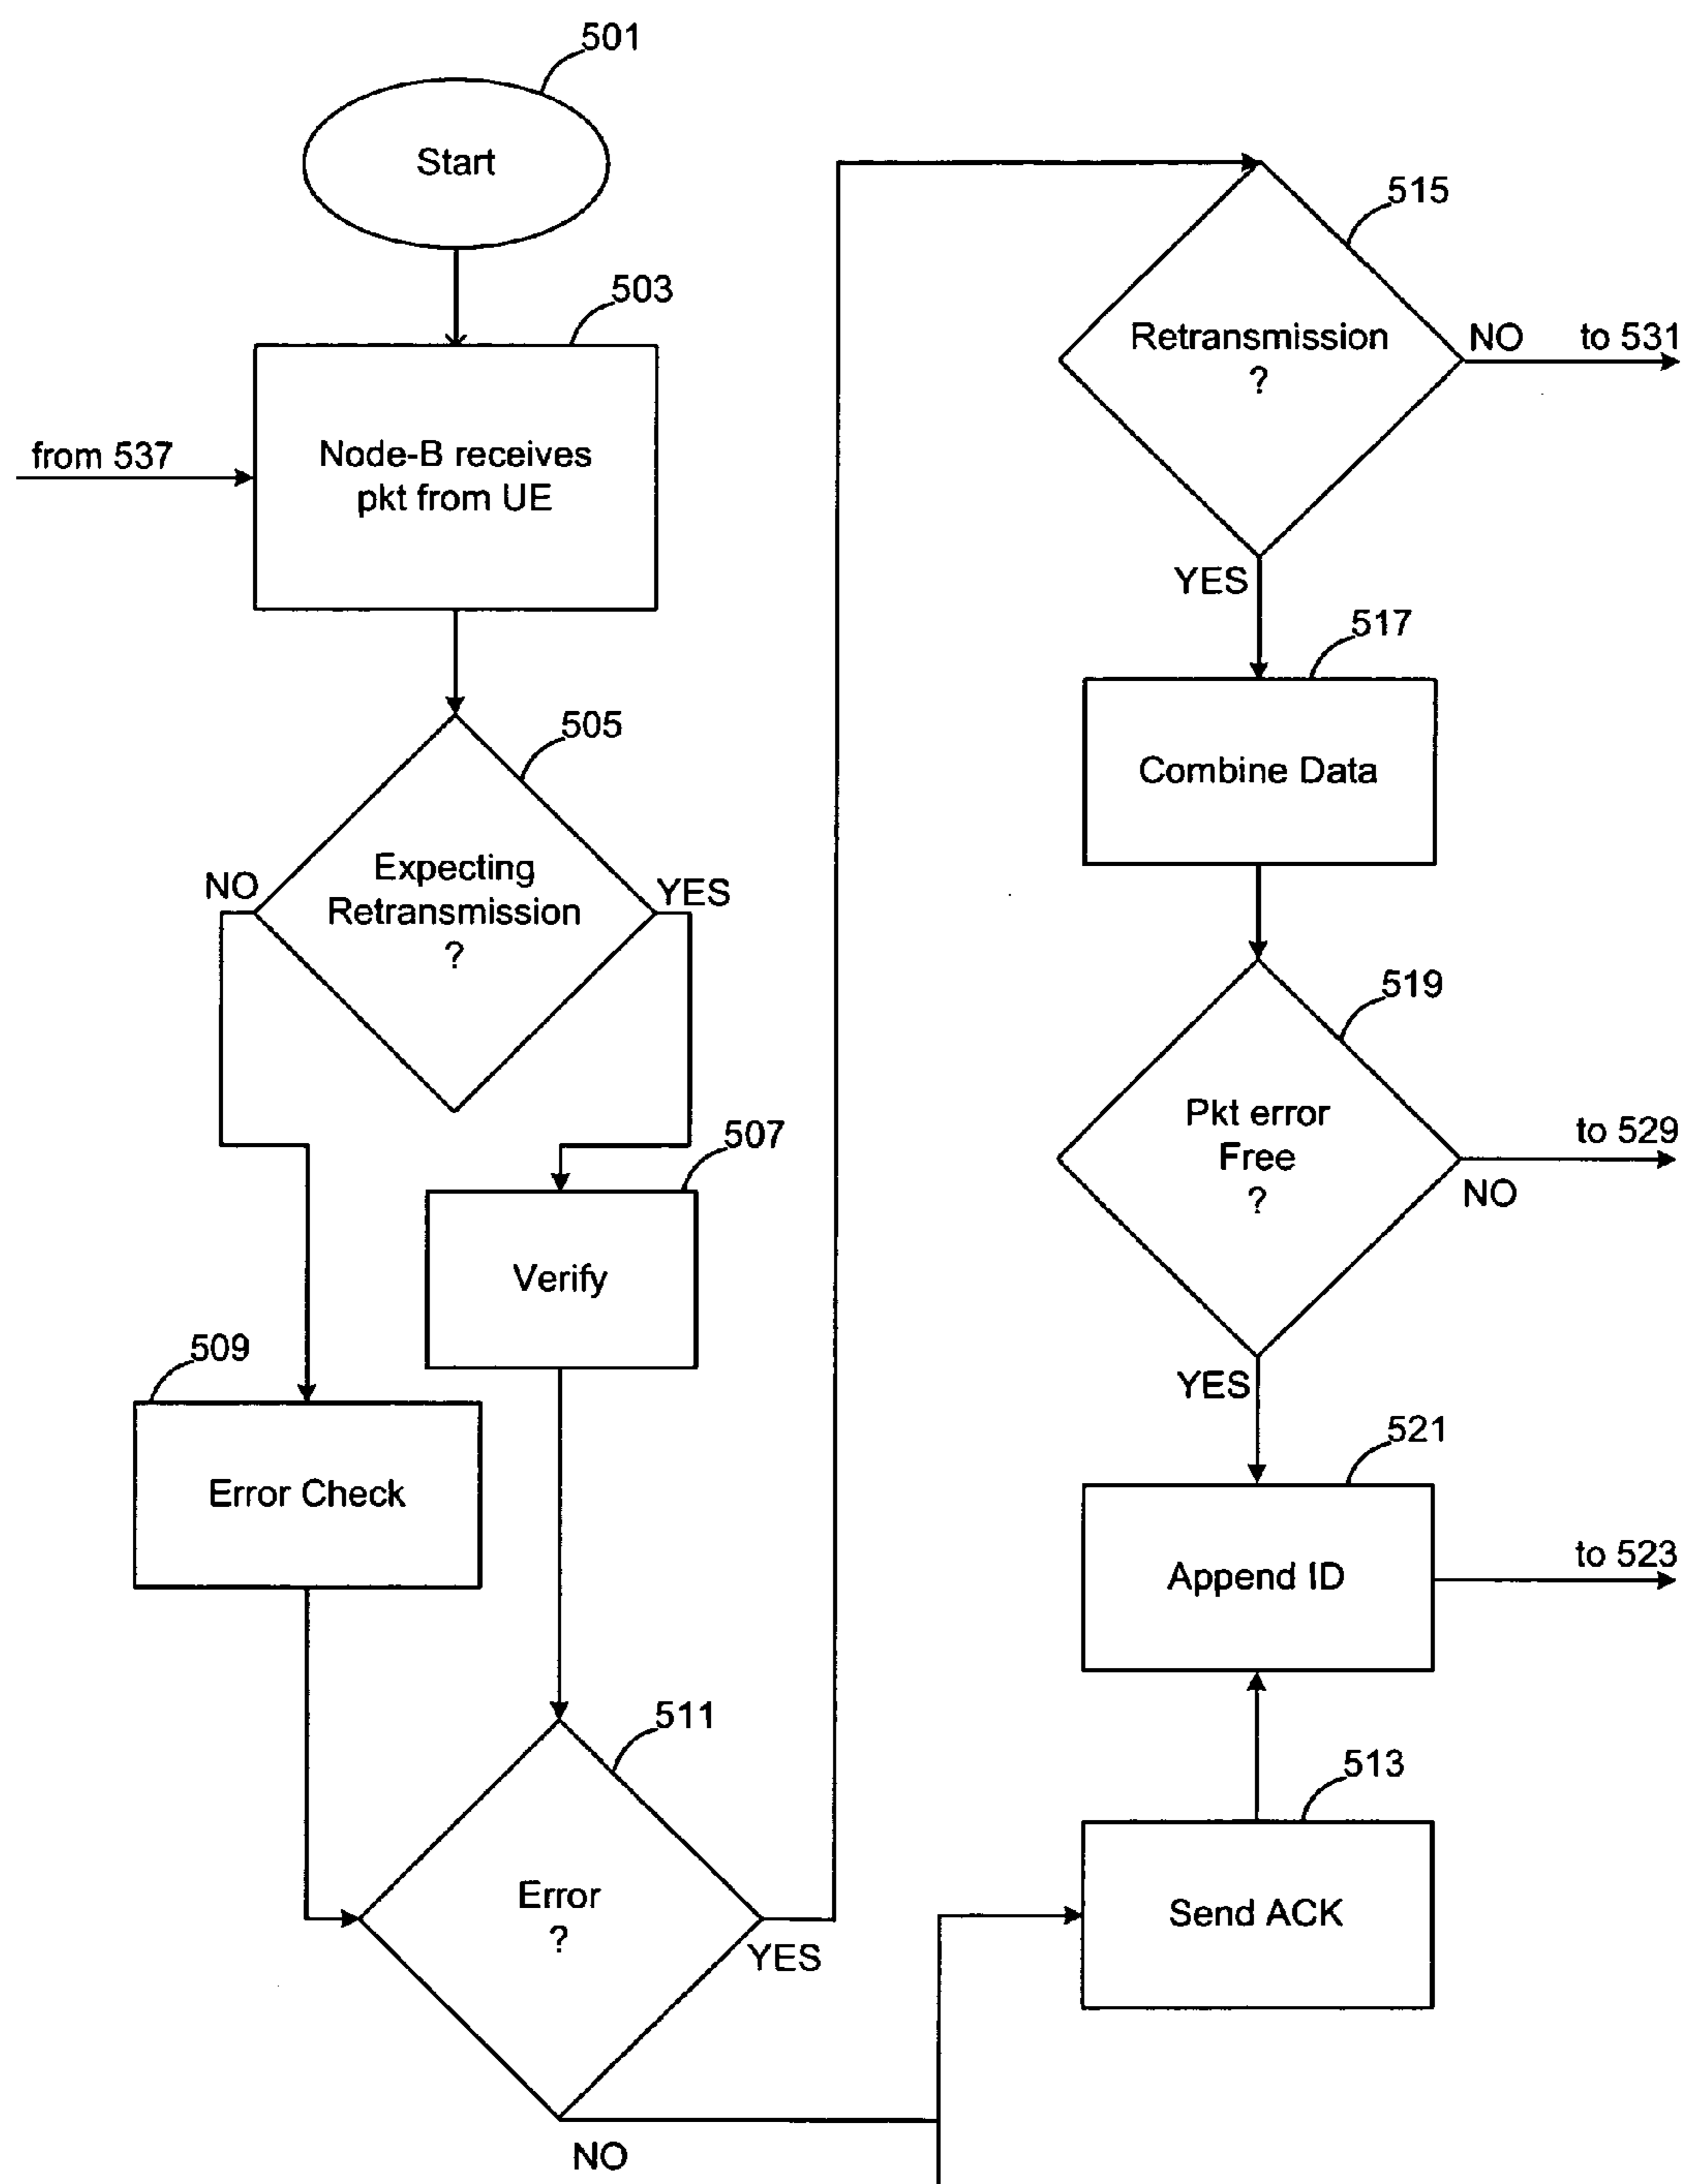 501
Start
503
from 537
Node-B receives
pkt from UE
505
NO
Expecting
Retransmission
?
YES
507
Verify
509
Error Check
511
Error
?
YES
NO
515
Retransmission
?
NO
to 531
YES
517
Combine Data
519
Pkt error
Free
?
to 529
NO
YES
521
Append ID
to 523
513
Send ACK